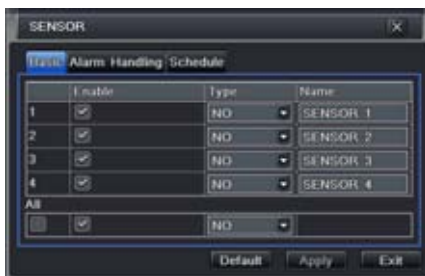 SENSOR
Basic Alarm Handling Schedule
Enable Type Name
1 NO SENSOR 1
2 NO SENSOR 2
3 NO SENSOR 3
4 NO SENSOR 4
All
NO
Default Apply Exit